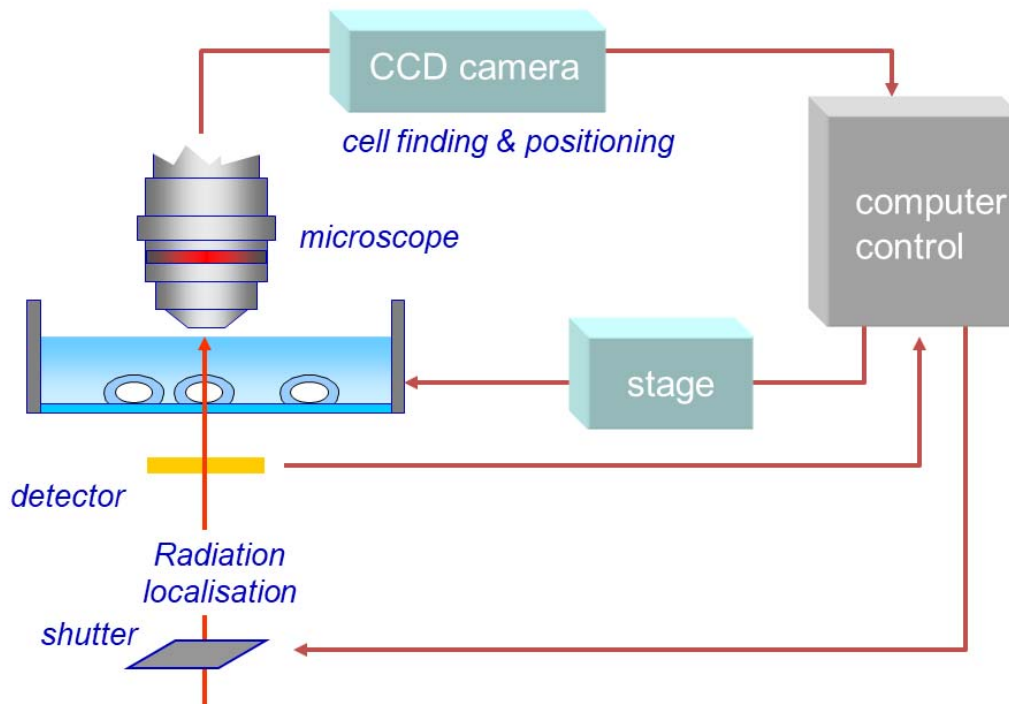 CCD camera
cell finding & positioning
microscope
computer
control
stage
detector
Radiation
localisation
shutter